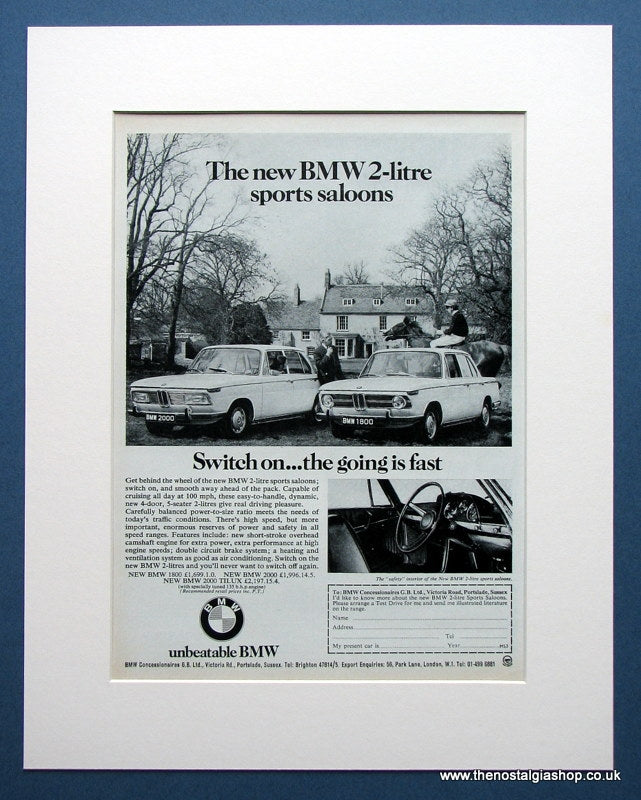 The new BMW 2-litre
sports saloons
BMW 2000
BMW 1800
Switch on...the going is fast
Get behind the wheel of the new BMW 2-litre sports saloons;
switch on, and smooth away ahead of the pack. Capable of
cruising all day at 100 mph, these easy-to-handle, dynamic,
new 4-door, 5-seater 2-litres give real driving pleasure.
Carefully balanced power-to-size ratio meets the needs of
today's traffic conditions. There's high speed, but more
important, enormous reserves of power and safety in all
speed ranges. Features include: new short-stroke overhead
camshaft engine for extra power, extra performance at high
engine speeds; double circuit brake system; a heating and
ventilation system as good as air conditioning. Switch on the
new BMW 2-litres and you'll never want to switch off again.
NEW BMW 1800 £1,699.1.0. NEW BMW 2000 £1,996.14.5.
NEW BMW 2000 TILUX £2,197.15.4.
(with specially tuned 135 b.h.p. engine)
(Recommended retail prices inc. P.T.)
BMW
unbeatable BMW
The "safety" interior of the New BMW 2-litre sports saloons.
To: BMW Concessionaires G.B. Ltd., Victoria Road, Portslade, Sussex
I'd like to know more about the new BMW 2-litre Sports Saloons.
Please arrange a Test Drive for me and send me illustrated literature
on the range.
Name
Address
Tel
My present car is Year
BMW Concessionaires G.B. Ltd., Victoria Rd., Portslade, Sussex. Tel: Brighton 47614/5. Export Enquiries: 56, Park Lane, London, W.1. Tel: 01-499 6881
www.thenostalgiashop.co.uk